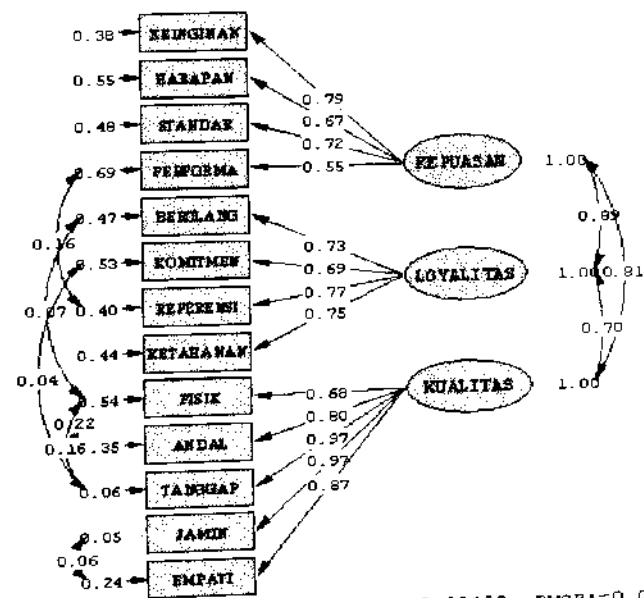 0.38 KEINGINAN
0.55 HARAPAN
0.79
0.67
0.48 STANDAR
0.72
0.69 PERFORMA
0.55
KEPUASAN 1.00
0.47 BERULANG
0.89
0.16
0.73
0.53 KOMITMEN
0.69
LOYALITAS 1.00 0.81
0.77
0.07 0.40 REFERENSI
0.75
0.70
0.44 KETAHANAN
0.04
KUALITAS 1.00
0.54 FISIK
0.68
0.22
0.80
0.16 .35 ANDAL
0.97
0.97
0.06 TANGGAP
0.87
0.05 JAMIN
0.06
0.24 EMPATI